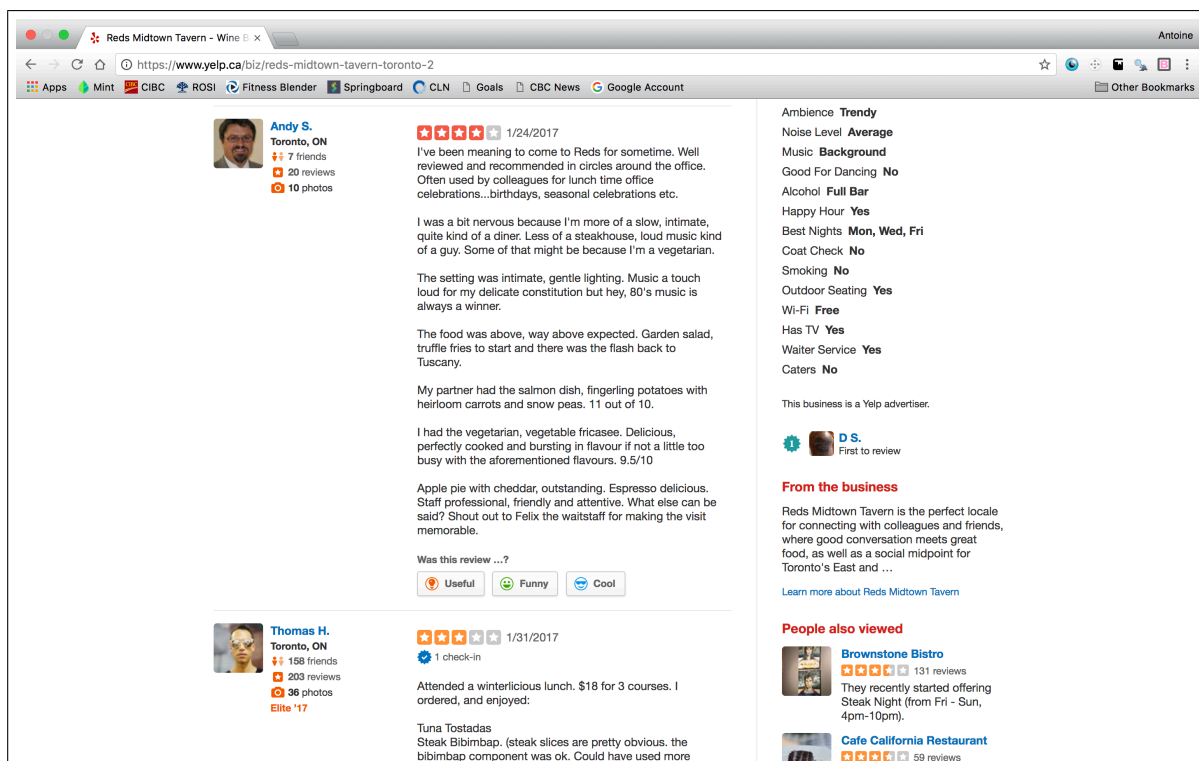 Reds Midtown Tavern - Wine B
Antoine
https://www.yelp.ca/biz/reds-midtown-tavern-toronto-2
Apps Mint CIBC ROSI Fitness Blender Springboard CLN Goals CBC News Google Account Other Bookmarks
Andy S.
Toronto, ON
7 friends
20 reviews
10 photos
1/24/2017
I've been meaning to come to Reds for sometime. Well
reviewed and recommended in circles around the office.
Often used by colleagues for lunch time office
celebrations...birthdays, seasonal celebrations etc.
I was a bit nervous because I'm more of a slow, intimate,
quite kind of a diner. Less of a steakhouse, loud music kind
of a guy. Some of that might be because I'm a vegetarian.
The setting was intimate, gentle lighting. Music a touch
loud for my delicate constitution but hey, 80's music is
always a winner.
The food was above, way above expected. Garden salad,
truffle fries to start and there was the flash back to
Tuscany.
My partner had the salmon dish, fingerling potatoes with
heirloom carrots and snow peas. 11 out of 10.
I had the vegetarian, vegetable fricasee. Delicious,
perfectly cooked and bursting in flavour if not a little too
busy with the aforementioned flavours. 9.5/10
Apple pie with cheddar, outstanding. Espresso delicious.
Staff professional, friendly and attentive. What else can be
said? Shout out to Felix the waitstaff for making the visit
memorable.
Was this review ...?
Useful Funny Cool
Thomas H.
Toronto, ON
158 friends
203 reviews
36 photos
Elite '17
1/31/2017
1 check-in
Attended a winterlicious lunch. $18 for 3 courses. I
ordered, and enjoyed:
Tuna Tostadas
Steak Bibimbap. (steak slices are pretty obvious. the
bibimbap component was ok. Could have used more
Ambience Trendy
Noise Level Average
Music Background
Good For Dancing No
Alcohol Full Bar
Happy Hour Yes
Best Nights Mon, Wed, Fri
Coat Check No
Smoking No
Outdoor Seating Yes
Wi-Fi Free
Has TV Yes
Waiter Service Yes
Caters No
This business is a Yelp advertiser.
1
D S.
First to review
From the business
Reds Midtown Tavern is the perfect locale
for connecting with colleagues and friends,
where good conversation meets great
food, as well as a social midpoint for
Toronto's East and …
Learn more about Reds Midtown Tavern
People also viewed
Brownstone Bistro
131 reviews
They recently started offering
Steak Night (from Fri - Sun,
4pm-10pm).
Cafe California Restaurant
59 reviews